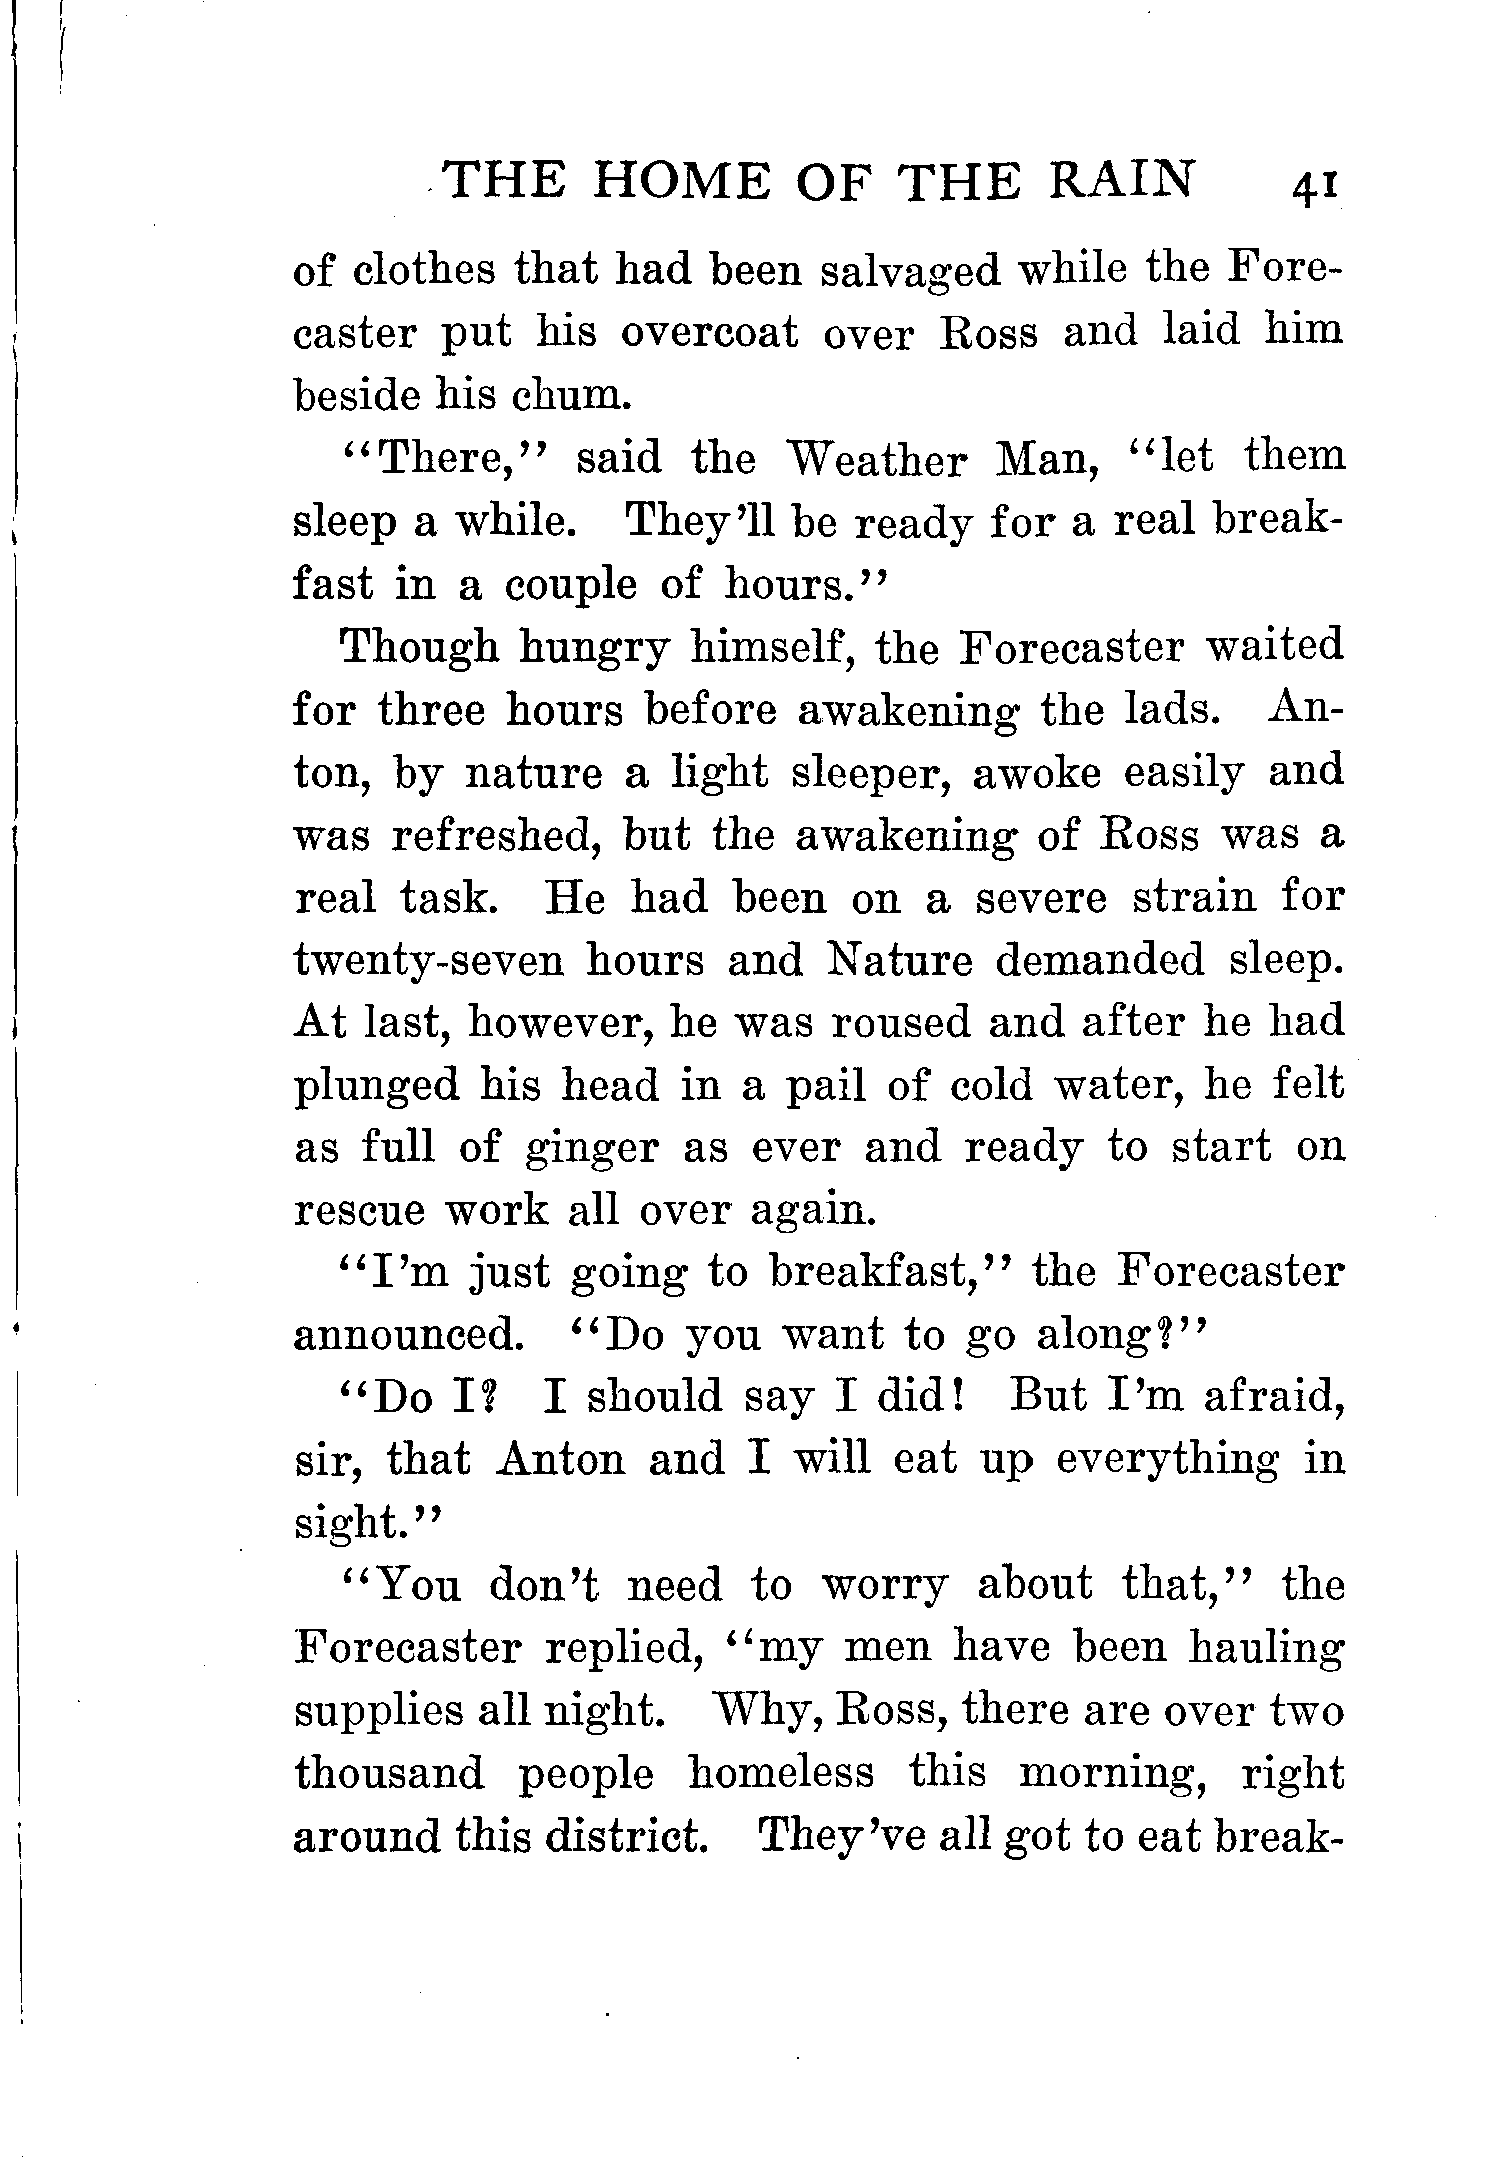 THE HOME OF THE RAIN 41
of clothes that had been salvaged while the Fore-
caster put his overcoat over Ross and laid him
beside his chum.
"There," said the Weather Man, "let them
sleep a while. They'll be ready for a real break-
fast in a couple of hours."
Though hungry himself, the Forecaster waited
for three hours before awakening the lads. An-
ton, by nature a light sleeper, awoke easily and
was refreshed, but the awakening of Ross was a
real task. He had been on a severe strain for
twenty-seven hours and Nature demanded sleep.
At last, however, he was roused and after he had
plunged his head in a pail of cold water, he felt
as full of ginger as ever and ready to start on
rescue work all over again.
"I'm just going to breakfast," the Forecaster
announced. "Do you want to go along?"
"Do I? I should say I did! But I'm afraid,
sir, that Anton and I will eat up everything in
sight."
"You don't need to worry about that," the
Forecaster replied, "my men have been hauling
supplies all night. Why, Ross, there are over two
thousand people homeless this morning, right
around this district. They've all got to eat break-